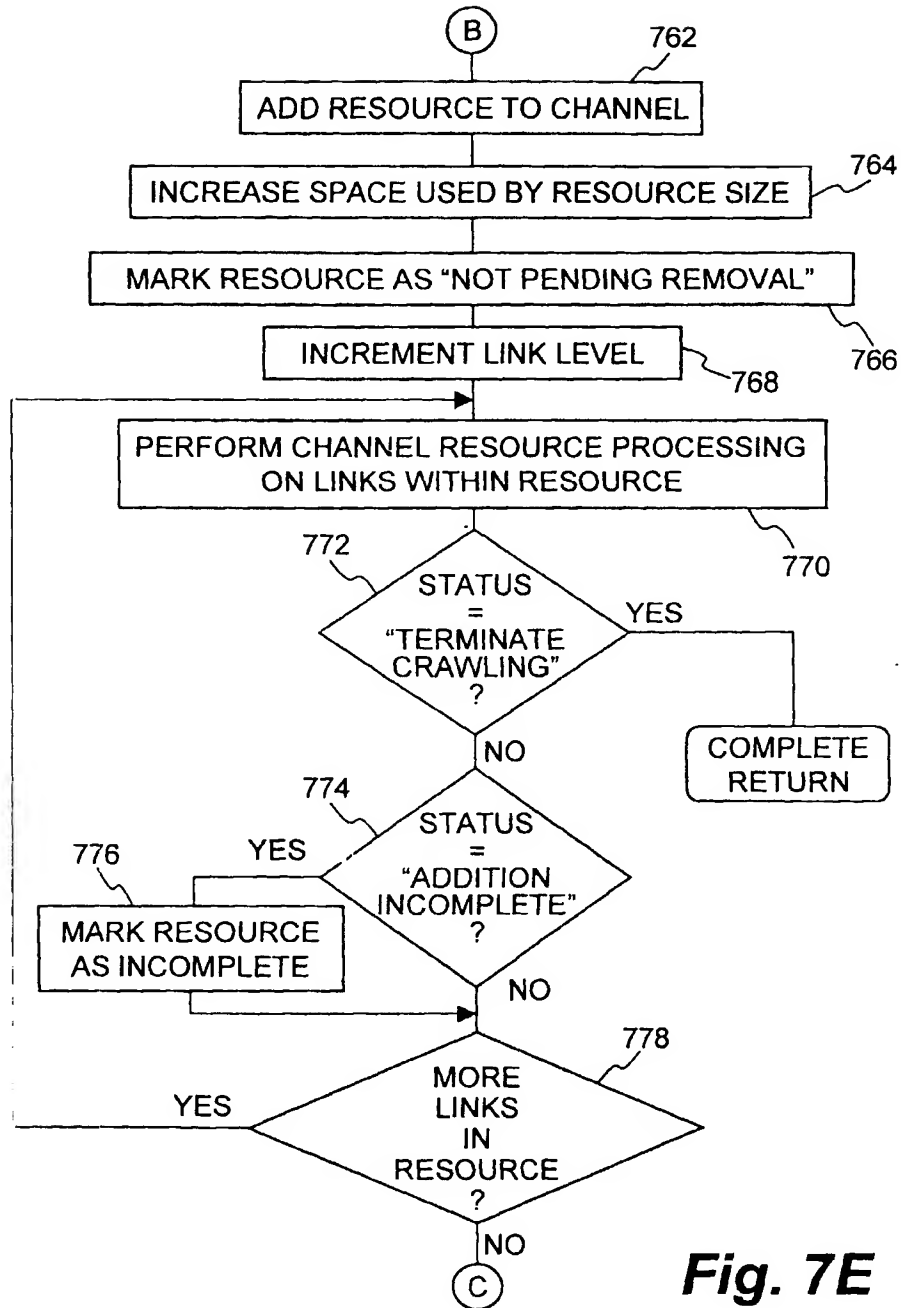 B
762
ADD RESOURCE TO CHANNEL
764
INCREASE SPACE USED BY RESOURCE SIZE
MARK RESOURCE AS “NOT PENDING REMOVAL”
766
INCREMENT LINK LEVEL
768
PERFORM CHANNEL RESOURCE PROCESSING
ON LINKS WITHIN RESOURCE
770
772
STATUS
=
“TERMINATE
CRAWLING”
?
YES
NO
COMPLETE
RETURN
774
STATUS
=
“ADDITION
INCOMPLETE”
?
YES
776
MARK RESOURCE
AS INCOMPLETE
NO
778
MORE
LINKS
IN
RESOURCE
?
YES
NO
C
Fig. 7E